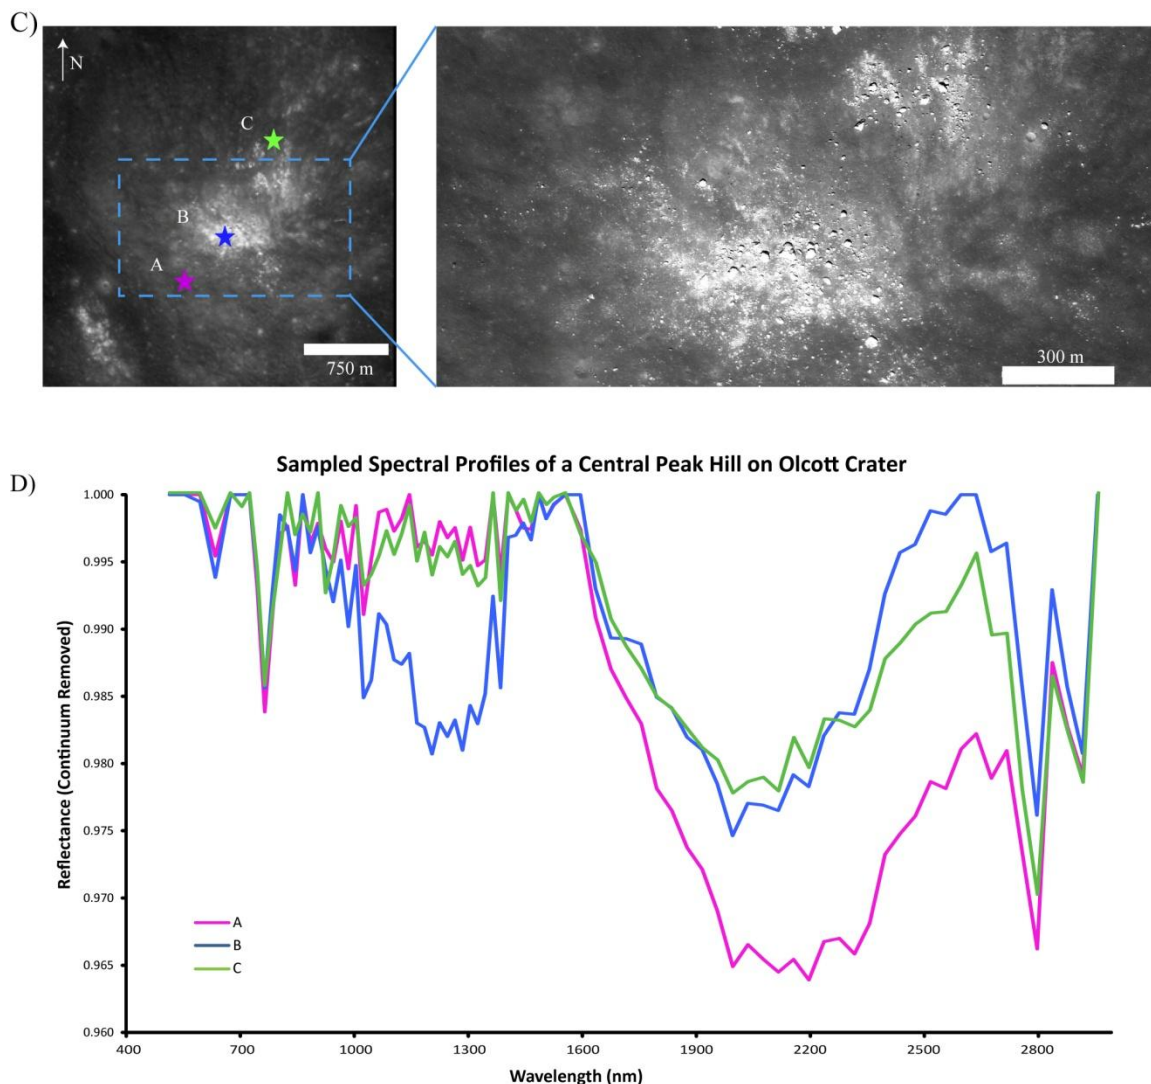 C)
N
C
B
A
750 m
300 m
D)
Sampled Spectral Profiles of a Central Peak Hill on Olcott Crater
Reflectance (Continuum Removed)
1.000
0.995
0.990
0.985
0.980
0.975
0.970
0.965
0.960
A
B
C
400 700 1000 1300 1600 1900 2200 2500 2800
Wavelength (nm)